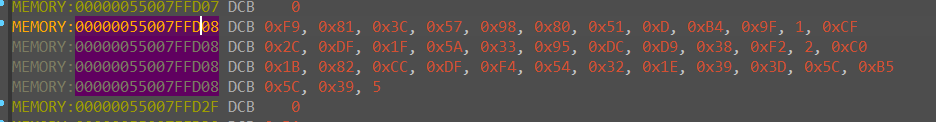 MEMORY:00000055007FFD07 DCB 0
MEMORY:00000055007FFD08 DCB 0xF9, 0x81, 0x3C, 0x57, 0x98, 0x80, 0x51, 0xD, 0xB4, 0x9F, 1, 0xCF
MEMORY:00000055007FFD08 DCB 0x2C, 0xDF, 0x1F, 0x5A, 0x33, 0x95, 0xDC, 0xD9, 0x38, 0xF2, 2, 0xC0
MEMORY:00000055007FFD08 DCB 0x1B, 0x82, 0xCC, 0xDF, 0xF4, 0x54, 0x32, 0x1E, 0x39, 0x3D, 0x5C, 0xB5
MEMORY:00000055007FFD08 DCB 0x5C, 0x39, 5
MEMORY:00000055007FFD2F DCB 0